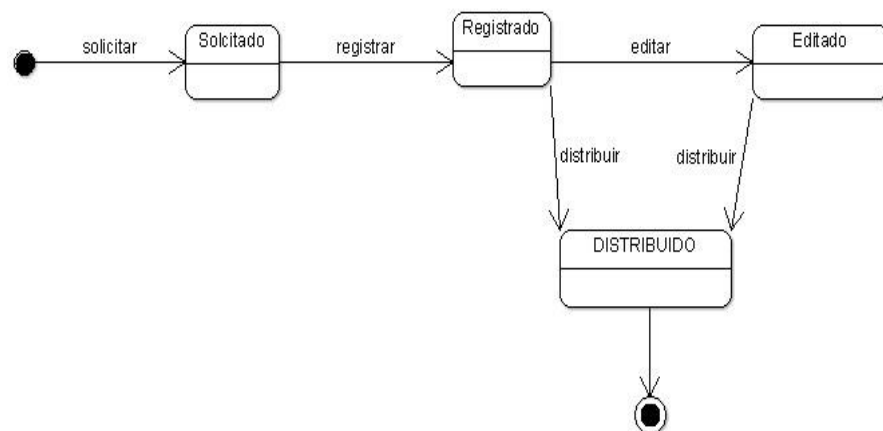 solicitar
Solcitado
registrar
Registrado
editar
Editado
distribuir
distribuir
DISTRIBUIDO